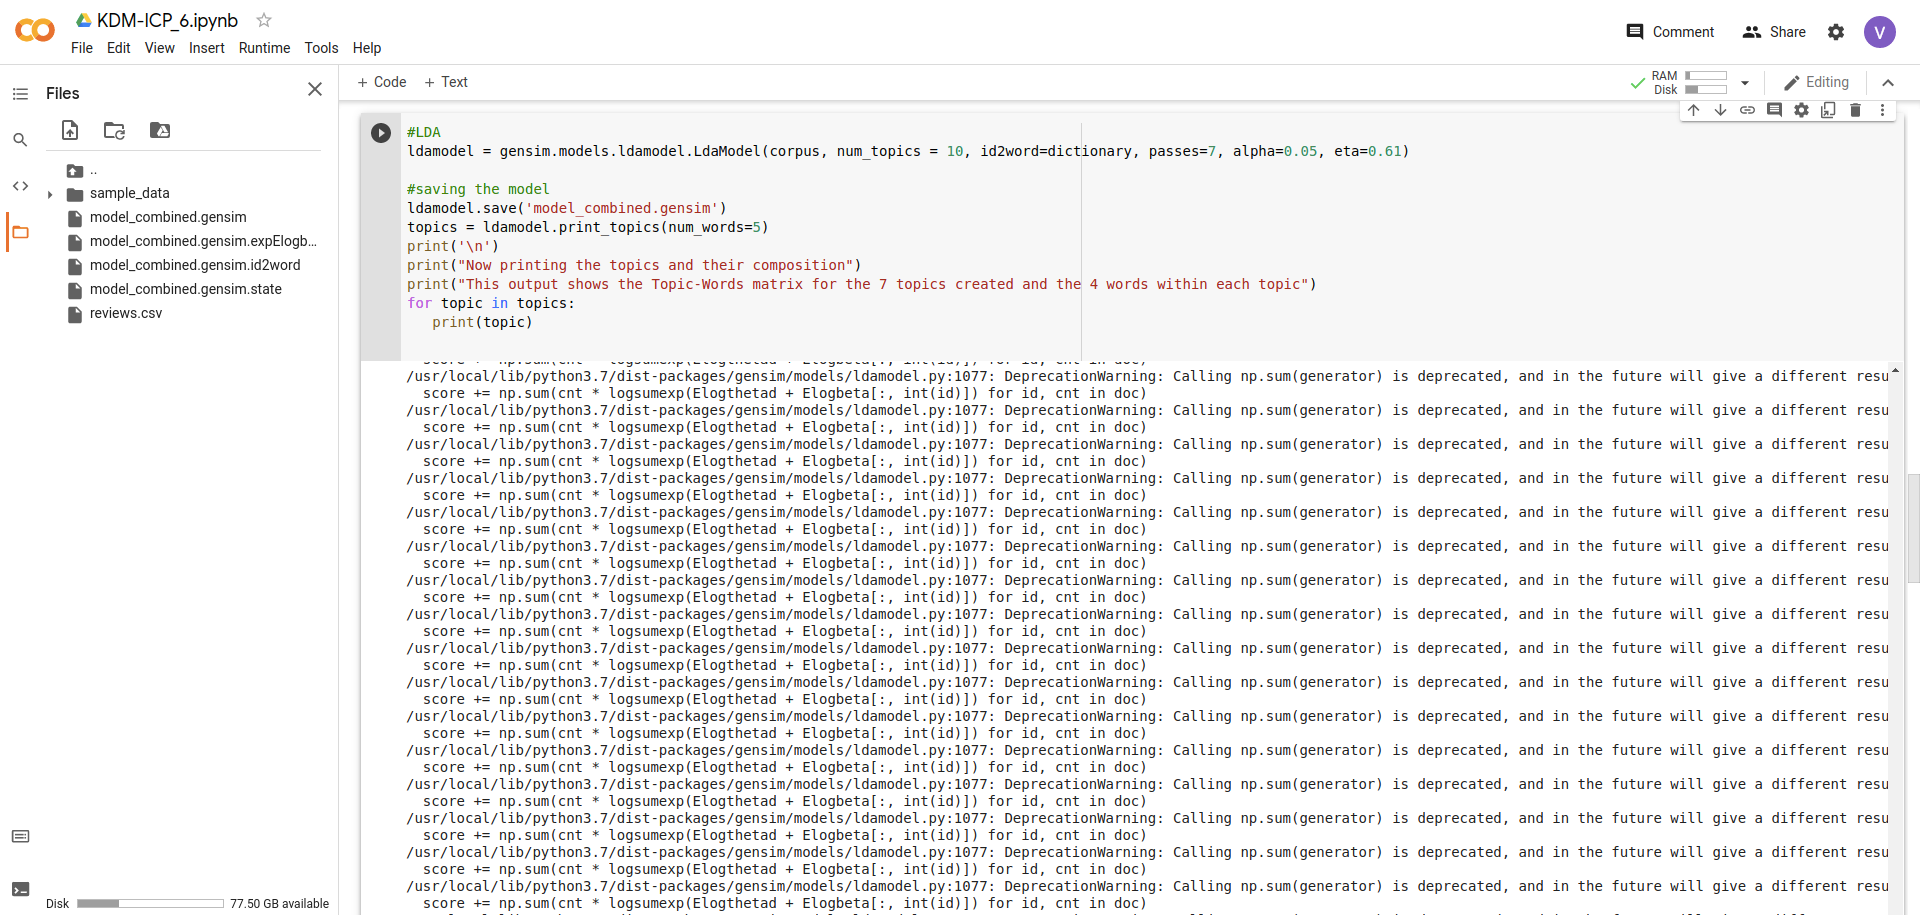 KDM-ICP_6.ipynb
File Edit View Insert Runtime Tools Help
Comment
Share
V
Files
+ Code + Text
RAM
Disk
Editing
..
sample_data
model_combined.gensim
model_combined.gensim.expElogb...
model_combined.gensim.id2word
model_combined.gensim.state
reviews.csv
#LDA
ldamodel = gensim.models.ldamodel.LdaModel(corpus, num_topics = 10, id2word=dictionary, passes=7, alpha=0.05, eta=0.61)
#saving the model
ldamodel.save('model_combined.gensim')
topics = ldamodel.print_topics(num_words=5)
print('\n')
print("Now printing the topics and their composition")
print("This output shows the Topic-Words matrix for the 7 topics created and the 4 words within each topic")
for topic in topics:
print(topic)
score += np.sum(cnt * logsumexp(Elogthetad + Elogbeta[:, int(id)]) for id, cnt in doc)
/usr/local/lib/python3.7/dist-packages/gensim/models/ldamodel.py:1077: DeprecationWarning: Calling np.sum(generator) is deprecated, and in the future will give a different resu
score += np.sum(cnt * logsumexp(Elogthetad + Elogbeta[:, int(id)]) for id, cnt in doc)
/usr/local/lib/python3.7/dist-packages/gensim/models/ldamodel.py:1077: DeprecationWarning: Calling np.sum(generator) is deprecated, and in the future will give a different resu
score += np.sum(cnt * logsumexp(Elogthetad + Elogbeta[:, int(id)]) for id, cnt in doc)
/usr/local/lib/python3.7/dist-packages/gensim/models/ldamodel.py:1077: DeprecationWarning: Calling np.sum(generator) is deprecated, and in the future will give a different resu
score += np.sum(cnt * logsumexp(Elogthetad + Elogbeta[:, int(id)]) for id, cnt in doc)
/usr/local/lib/python3.7/dist-packages/gensim/models/ldamodel.py:1077: DeprecationWarning: Calling np.sum(generator) is deprecated, and in the future will give a different resu
score += np.sum(cnt * logsumexp(Elogthetad + Elogbeta[:, int(id)]) for id, cnt in doc)
/usr/local/lib/python3.7/dist-packages/gensim/models/ldamodel.py:1077: DeprecationWarning: Calling np.sum(generator) is deprecated, and in the future will give a different resu
score += np.sum(cnt * logsumexp(Elogthetad + Elogbeta[:, int(id)]) for id, cnt in doc)
/usr/local/lib/python3.7/dist-packages/gensim/models/ldamodel.py:1077: DeprecationWarning: Calling np.sum(generator) is deprecated, and in the future will give a different resu
score += np.sum(cnt * logsumexp(Elogthetad + Elogbeta[:, int(id)]) for id, cnt in doc)
/usr/local/lib/python3.7/dist-packages/gensim/models/ldamodel.py:1077: DeprecationWarning: Calling np.sum(generator) is deprecated, and in the future will give a different resu
score += np.sum(cnt * logsumexp(Elogthetad + Elogbeta[:, int(id)]) for id, cnt in doc)
/usr/local/lib/python3.7/dist-packages/gensim/models/ldamodel.py:1077: DeprecationWarning: Calling np.sum(generator) is deprecated, and in the future will give a different resu
score += np.sum(cnt * logsumexp(Elogthetad + Elogbeta[:, int(id)]) for id, cnt in doc)
/usr/local/lib/python3.7/dist-packages/gensim/models/ldamodel.py:1077: DeprecationWarning: Calling np.sum(generator) is deprecated, and in the future will give a different resu
score += np.sum(cnt * logsumexp(Elogthetad + Elogbeta[:, int(id)]) for id, cnt in doc)
/usr/local/lib/python3.7/dist-packages/gensim/models/ldamodel.py:1077: DeprecationWarning: Calling np.sum(generator) is deprecated, and in the future will give a different resu
score += np.sum(cnt * logsumexp(Elogthetad + Elogbeta[:, int(id)]) for id, cnt in doc)
/usr/local/lib/python3.7/dist-packages/gensim/models/ldamodel.py:1077: DeprecationWarning: Calling np.sum(generator) is deprecated, and in the future will give a different resu
score += np.sum(cnt * logsumexp(Elogthetad + Elogbeta[:, int(id)]) for id, cnt in doc)
/usr/local/lib/python3.7/dist-packages/gensim/models/ldamodel.py:1077: DeprecationWarning: Calling np.sum(generator) is deprecated, and in the future will give a different resu
score += np.sum(cnt * logsumexp(Elogthetad + Elogbeta[:, int(id)]) for id, cnt in doc)
/usr/local/lib/python3.7/dist-packages/gensim/models/ldamodel.py:1077: DeprecationWarning: Calling np.sum(generator) is deprecated, and in the future will give a different resu
score += np.sum(cnt * logsumexp(Elogthetad + Elogbeta[:, int(id)]) for id, cnt in doc)
/usr/local/lib/python3.7/dist-packages/gensim/models/ldamodel.py:1077: DeprecationWarning: Calling np.sum(generator) is deprecated, and in the future will give a different resu
score += np.sum(cnt * logsumexp(Elogthetad + Elogbeta[:, int(id)]) for id, cnt in doc)
/usr/local/lib/python3.7/dist-packages/gensim/models/ldamodel.py:1077: DeprecationWarning: Calling np.sum(generator) is deprecated, and in the future will give a different resu
score += np.sum(cnt * logsumexp(Elogthetad + Elogbeta[:, int(id)]) for id, cnt in doc)
/usr/local/lib/python3.7/dist-packages/gensim/models/ldamodel.py:1077: DeprecationWarning: Calling np.sum(generator) is deprecated, and in the future will give a different resu
score += np.sum(cnt * logsumexp(Elogthetad + Elogbeta[:, int(id)]) for id, cnt in doc)
Disk 77.50 GB available